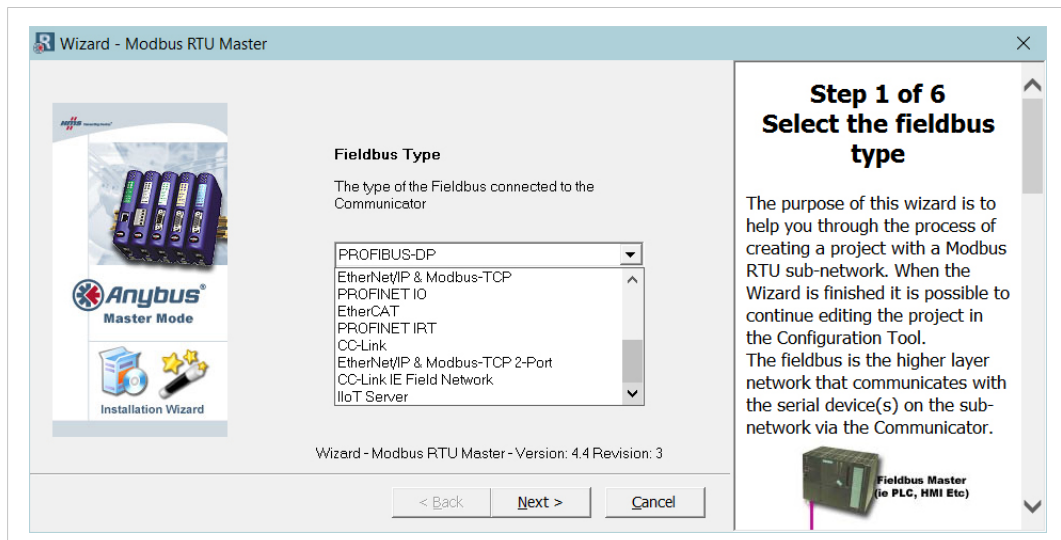 Wizard - Modbus RTU Master
HMS
Anybus®
Master Mode
Installation Wizard
Fieldbus Type
The type of the Fieldbus connected to the
Communicator
PROFIBUS-DP
EtherNet/IP & Modbus-TCP
PROFINET IO
EtherCAT
PROFINET IRT
CC-Link
EtherNet/IP & Modbus-TCP 2-Port
CC-Link IE Field Network
IIoT Server
Wizard - Modbus RTU Master - Version: 4.4 Revision: 3
< Back
Next >
Cancel
Step 1 of 6
Select the fieldbus
type
The purpose of this wizard is to
help you through the process of
creating a project with a Modbus
RTU sub-network. When the
Wizard is finished it is possible to
continue editing the project in
the Configuration Tool.
The fieldbus is the higher layer
network that communicates with
the serial device(s) on the sub-
network via the Communicator.
Fieldbus Master
(ie PLC, HMI Etc)